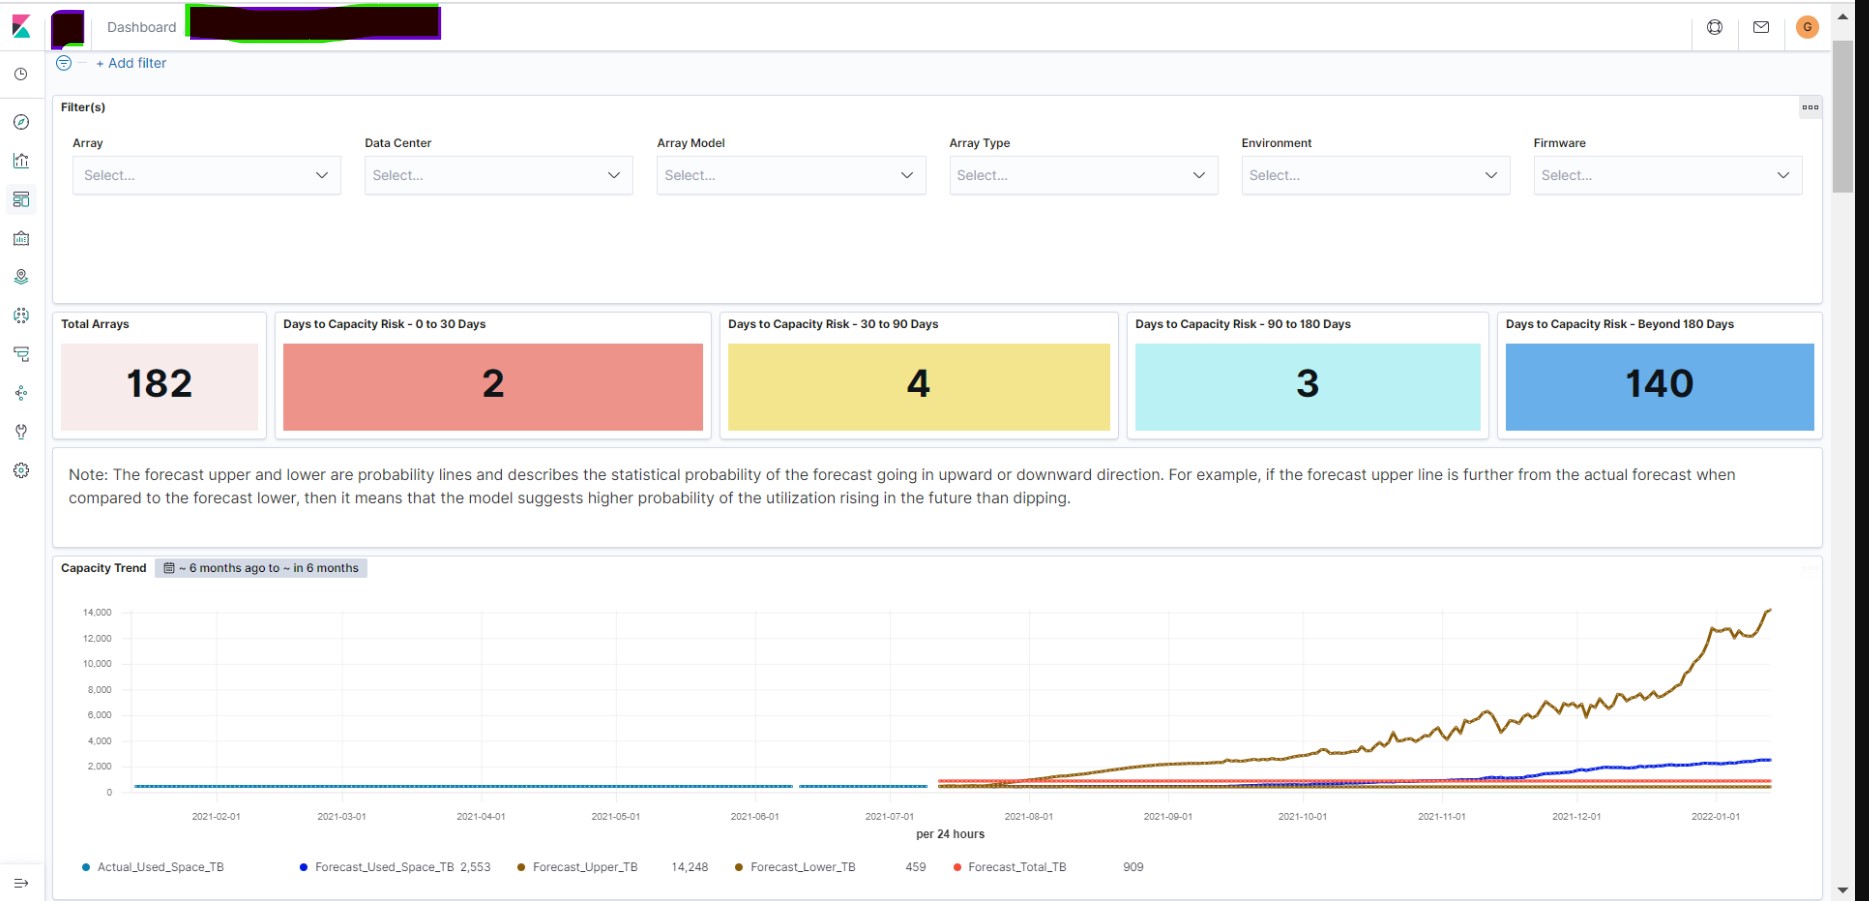 Dashboard
G
+ Add filter
Filter(s)
Array Data Center Array Model Array Type Environment Firmware
Select... Select... Select... Select... Select... Select...
Total Arrays Days to Capacity Risk - 0 to 30 Days Days to Capacity Risk - 30 to 90 Days Days to Capacity Risk - 90 to 180 Days Days to Capacity Risk - Beyond 180 Days
182 2 4 3 140
Note: The forecast upper and lower are probability lines and describes the statistical probability of the forecast going in upward or downward direction. For example, if the forecast upper line is further from the actual forecast when
compared to the forecast lower, then it means that the model suggests higher probability of the utilization rising in the future than dipping.
Capacity Trend ~ 6 months ago to ~ in 6 months
14,000
12,000
10,000
8,000
6,000
4,000
2,000
0
2021-02-01 2021-03-01 2021-04-01 2021-05-01 2021-06-01 2021-07-01 2021-08-01 2021-09-01 2021-10-01 2021-11-01 2021-12-01 2022-01-01
per 24 hours
Actual_Used_Space_TB Forecast_Used_Space_TB 2,553 Forecast_Upper_TB 14,248 Forecast_Lower_TB 459 Forecast_Total_TB 909